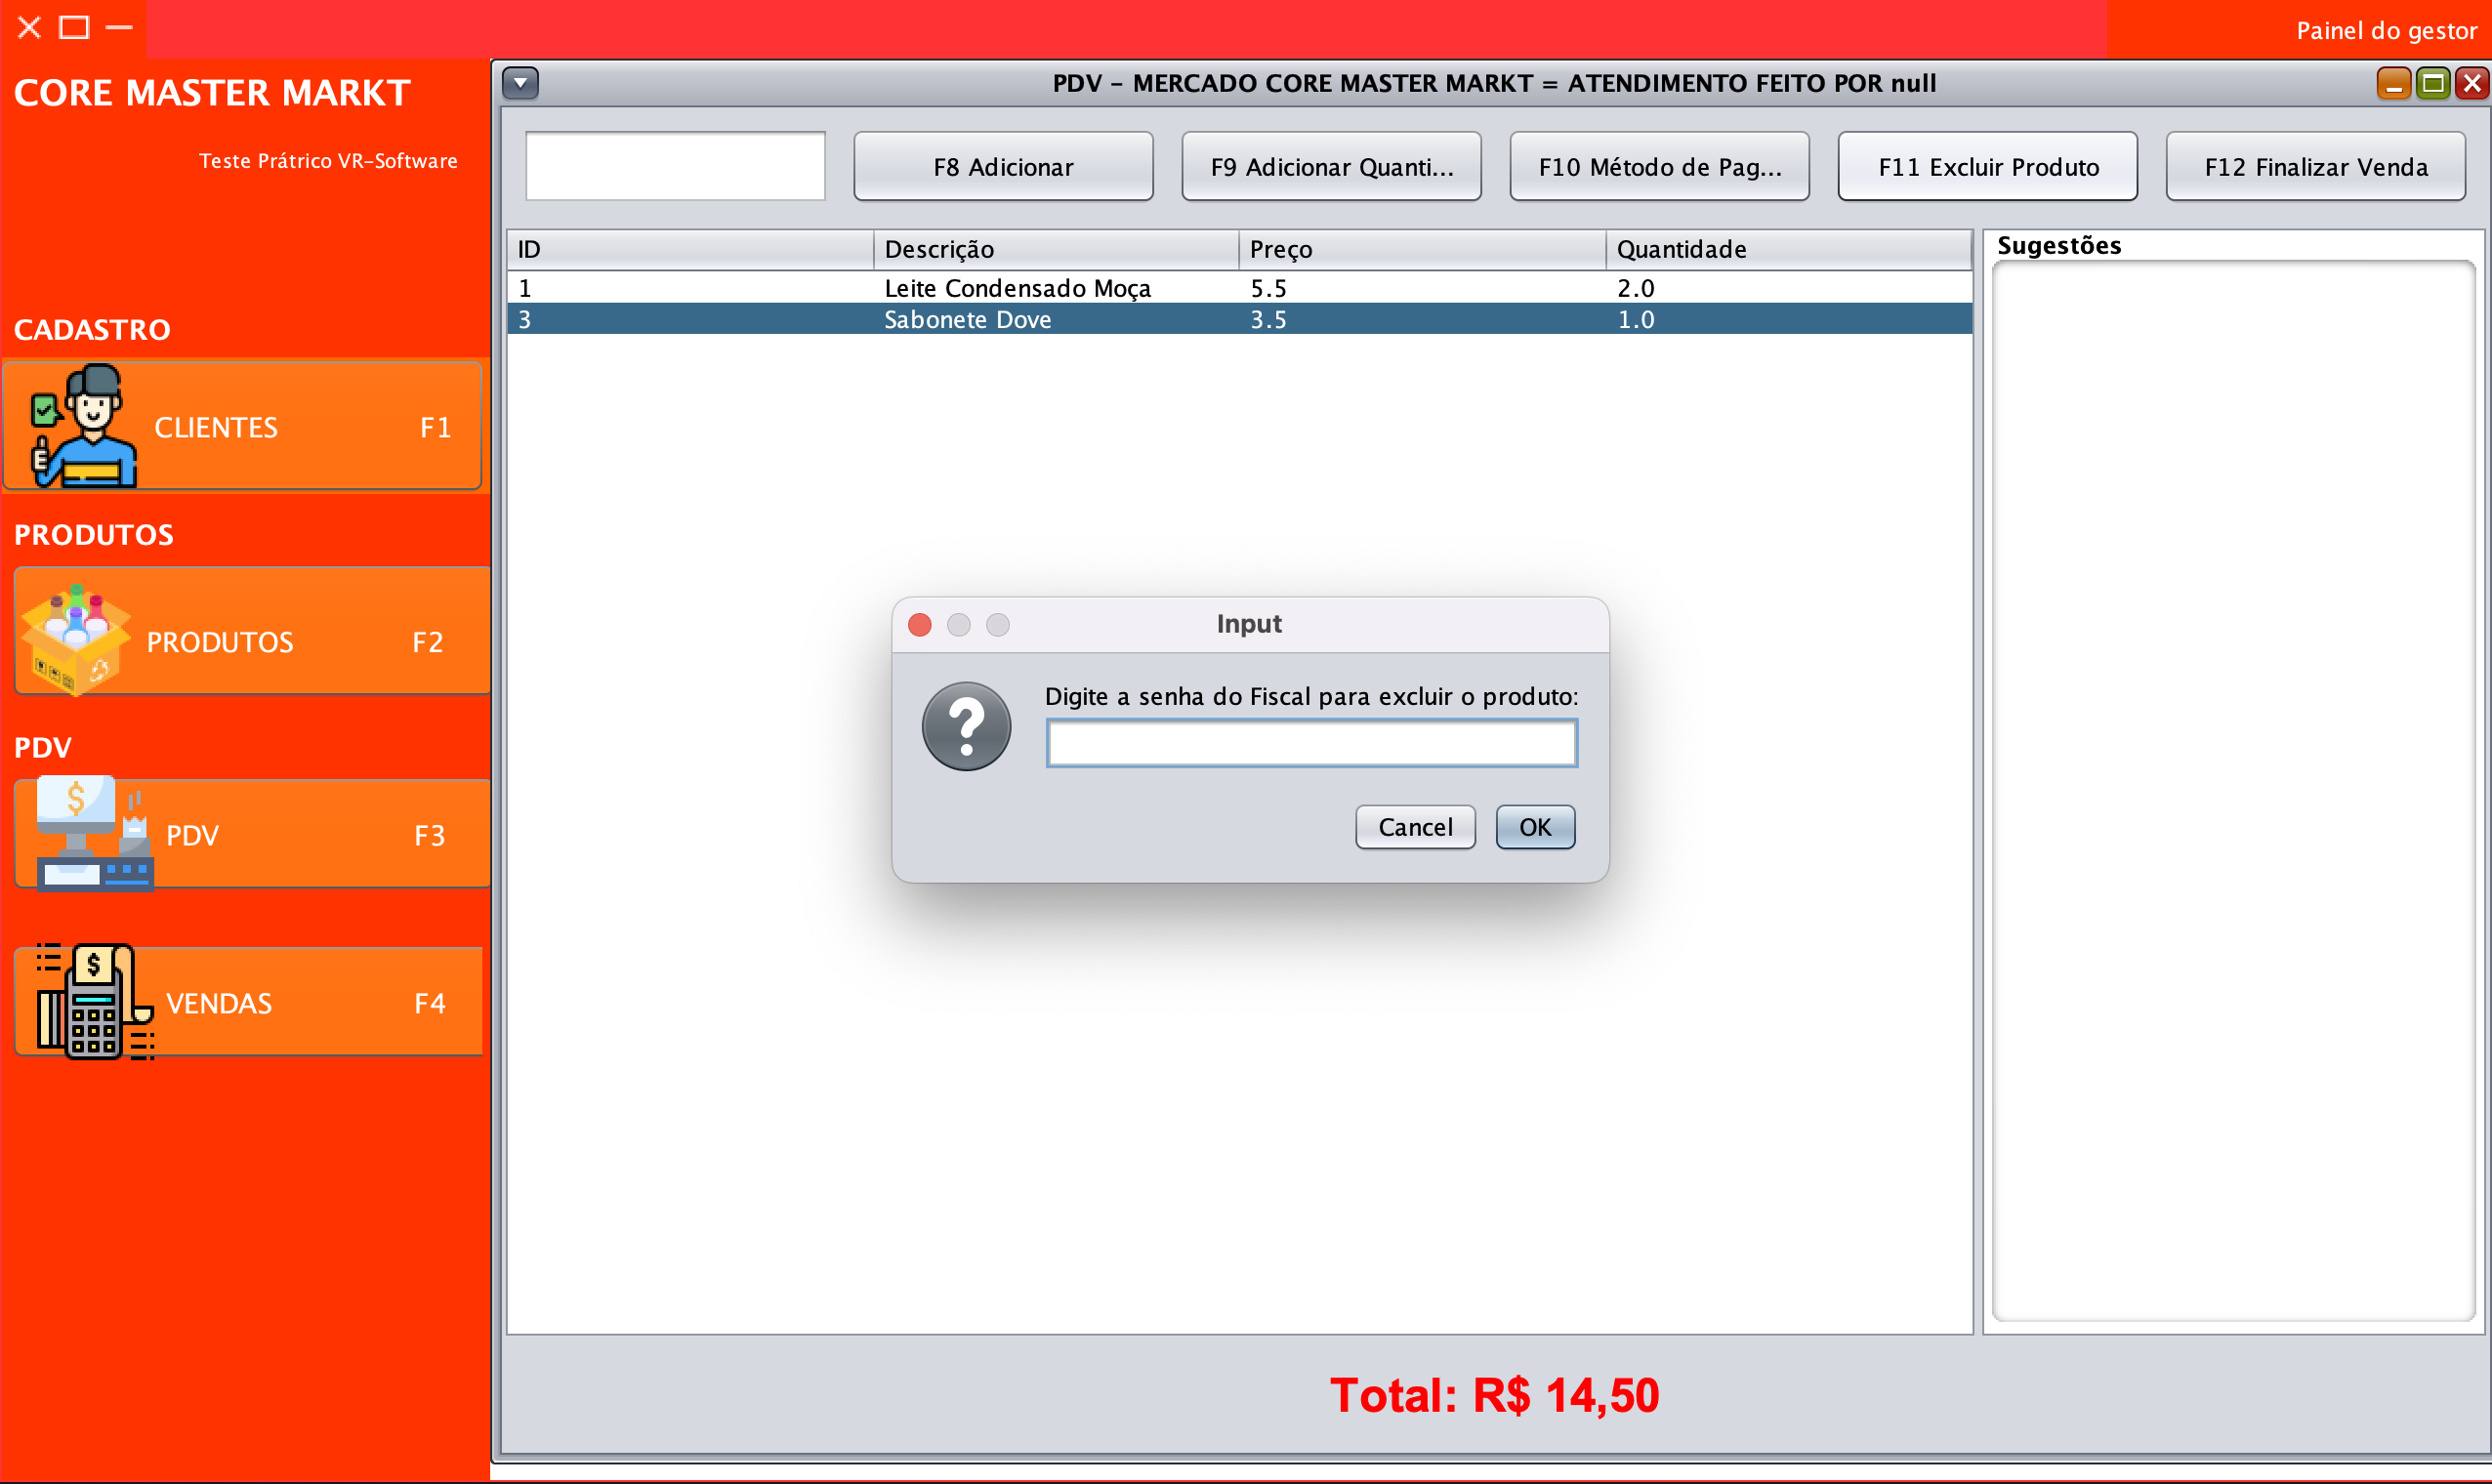 Painel do gestor
CORE MASTER MARKT
Teste Prátrico VR-Software
CADASTRO
CLIENTES F1
PRODUTOS
PRODUTOS F2
PDV
$
PDV F3
$
VENDAS F4
PDV - MERCADO CORE MASTER MARKT = ATENDIMENTO FEITO POR null
F8 Adicionar F9 Adicionar Quanti... F10 Método de Pag... F11 Excluir Produto F12 Finalizar Venda
ID Descrição Preço Quantidade
1 Leite Condensado Moça 5.5 2.0
3 Sabonete Dove 3.5 1.0
Sugestões
Input
?
Digite a senha do Fiscal para excluir o produto:
Cancel OK
Total: R$ 14,50